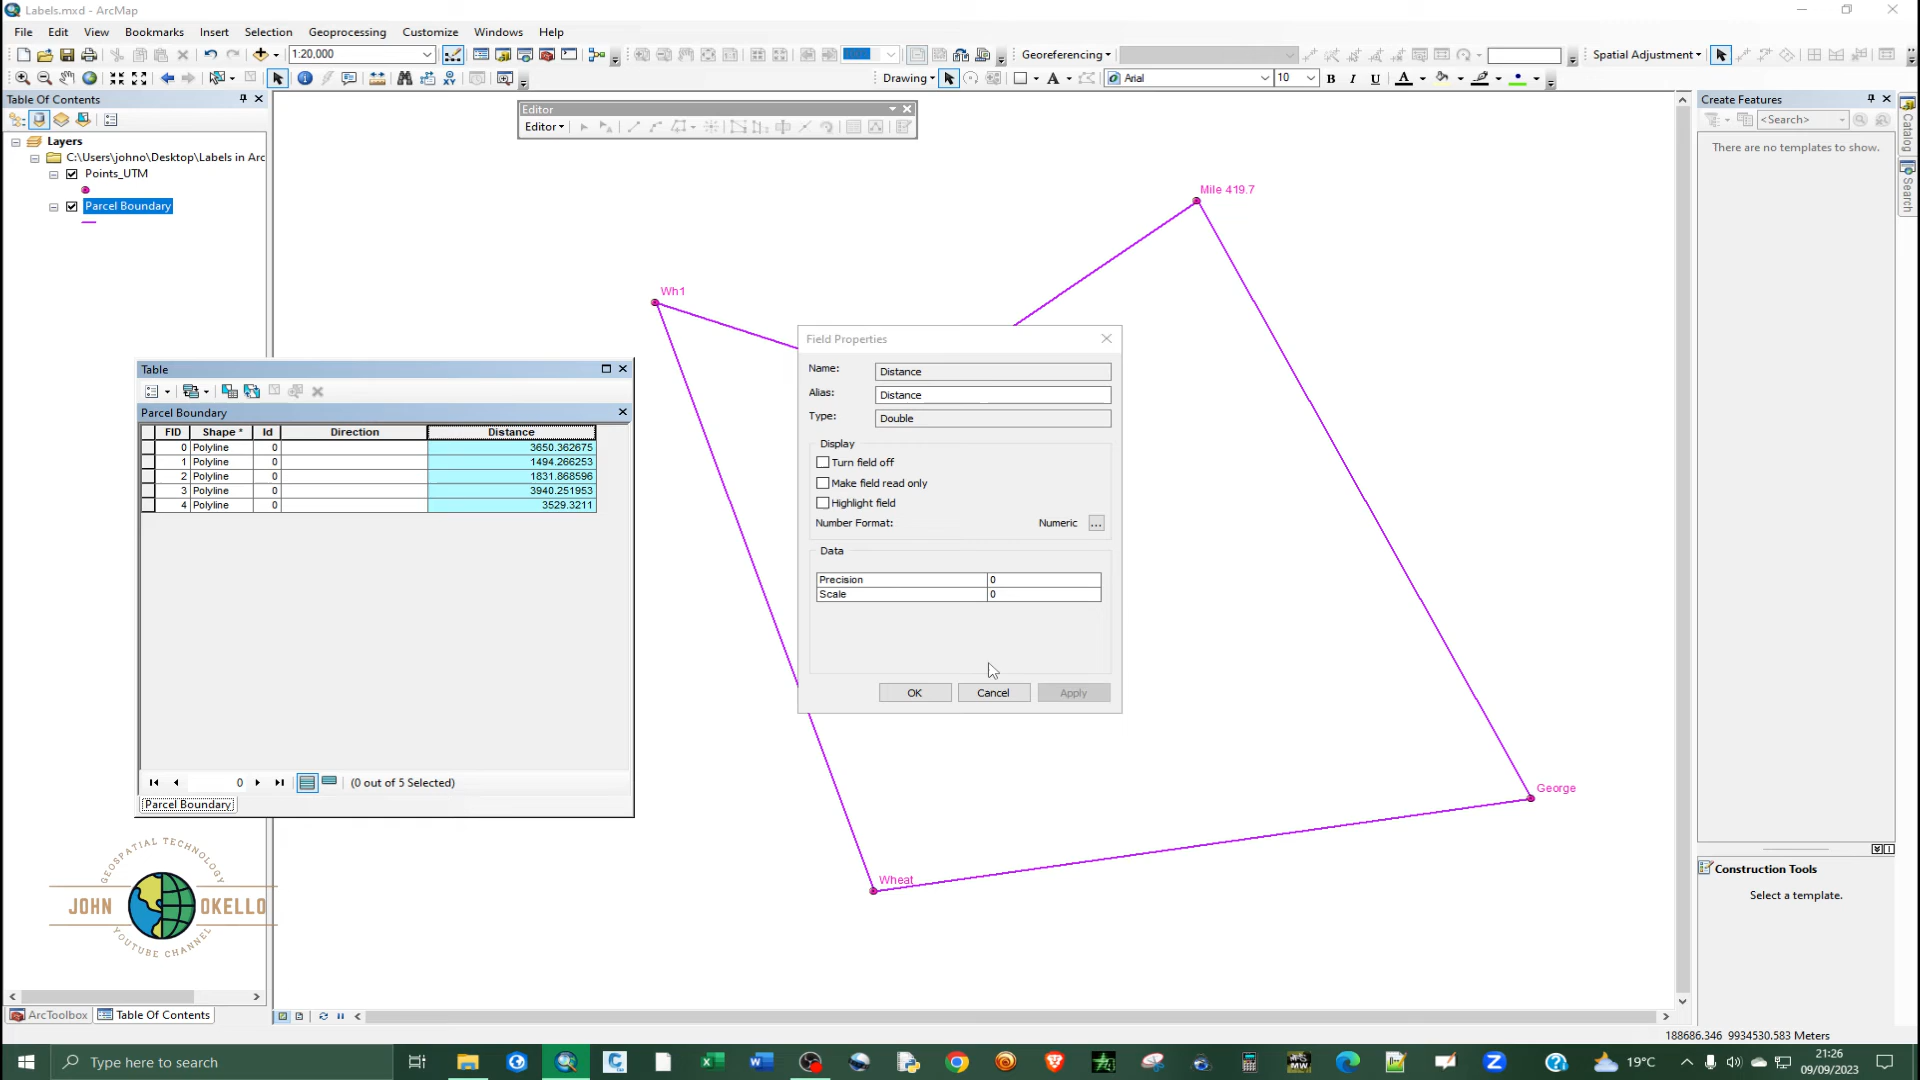 Labels.mxd - ArcMap
File Edit View Bookmarks Insert Selection Geoprocessing Customize Windows Help
1:20,000
Georeferencing
Spatial Adjustment
Drawing
Arial
10
B I U A
Table Of Contents
Layers
C:\Users\johno\Desktop\Labels in Arc
Points_UTM
Parcel Boundary
Editor
Editor
Create Features
<Search>
There are no templates to show.
Catalog
Search
Mile 419.7
Wh1
George
Wheat
Table
Parcel Boundary
FID Shape * Id Direction Distance
0 Polyline 0 3650.362675
1 Polyline 0 1494.266253
2 Polyline 0 1831.868596
3 Polyline 0 3940.251953
4 Polyline 0 3529.3211
0
(0 out of 5 Selected)
Parcel Boundary
Field Properties
Name: Distance
Alias: Distance
Type: Double
Display
Turn field off
Make field read only
Highlight field
Number Format: Numeric ...
Data
Precision 0
Scale 0
OK Cancel Apply
GEOSPATIAL TECHNOLOGY
JOHN OKELLO
YOUTUBE CHANNEL
Construction Tools
Select a template.
ArcToolbox Table Of Contents
188686.346 9934530.583 Meters
Type here to search
19°C
21:26
09/09/2023